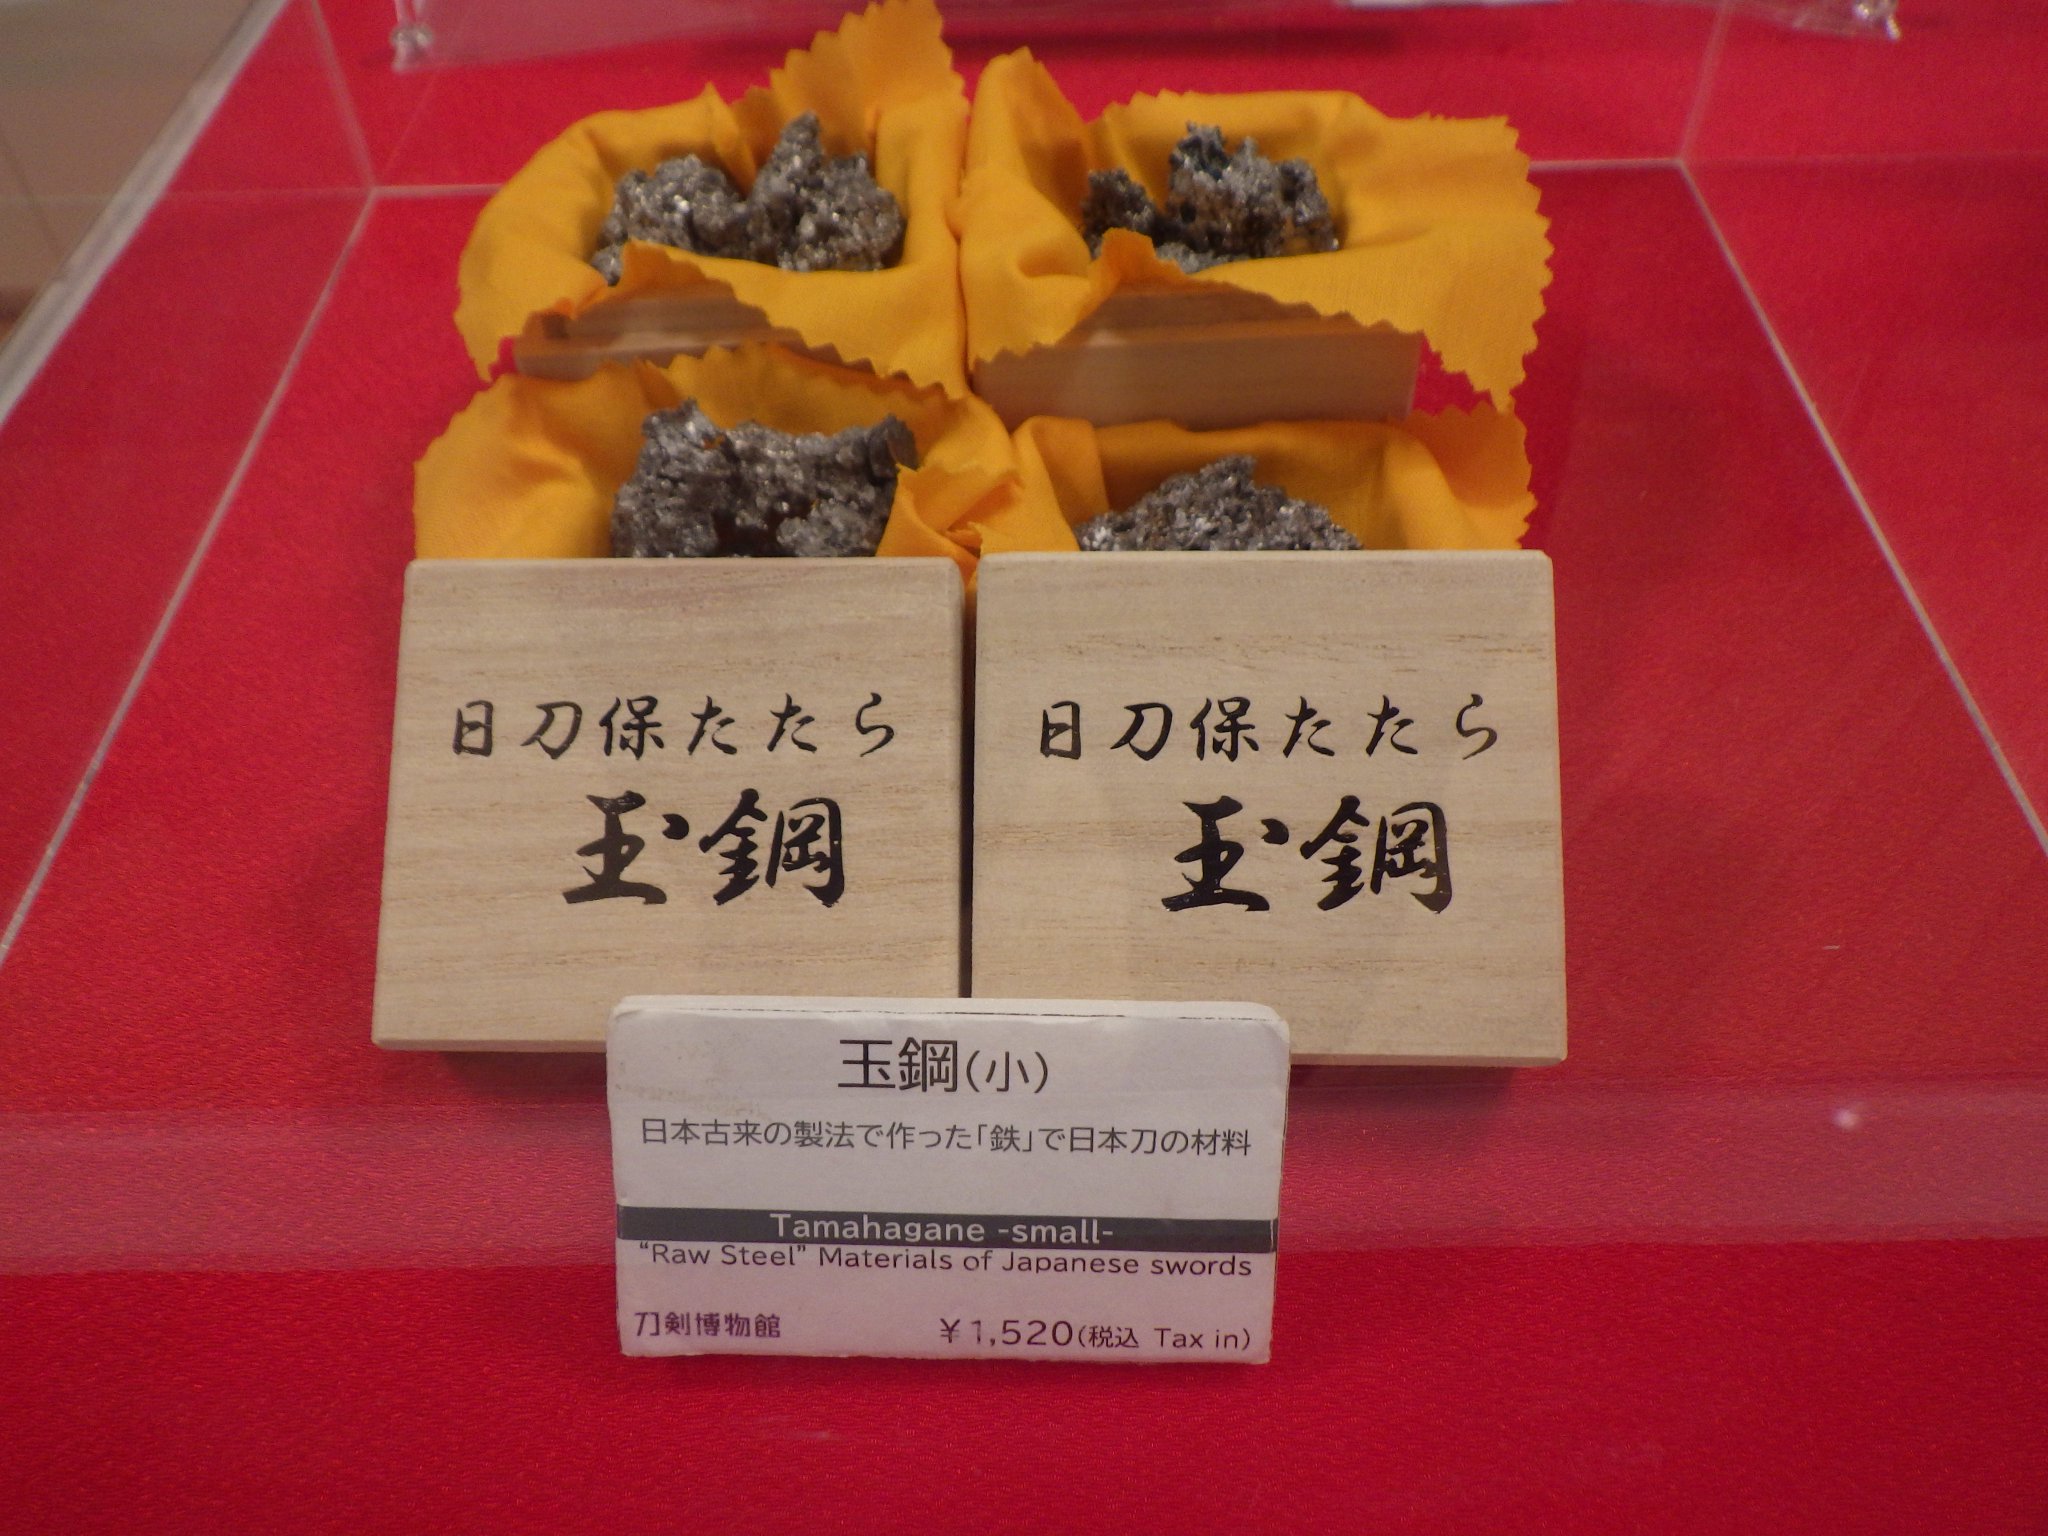 日刀保たたら
玉鋼
日刀保たたら
玉鋼
玉鋼(小)
日本古来の製法で作った「鉄」で日本刀の材料
Tamahagane -small-
“Raw Steel” Materials of Japanese swords
刀剣博物館 ¥1,520(税込 Tax in)